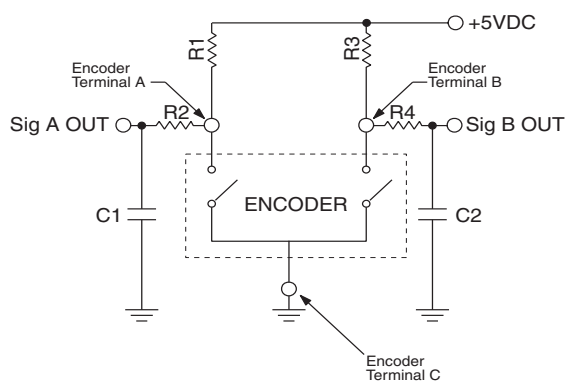 +5VDC
R1
R3
Encoder
Terminal A
Encoder
Terminal B
Sig A OUT
R2
R4
Sig B OUT
C1
ENCODER
C2
Encoder
Terminal C